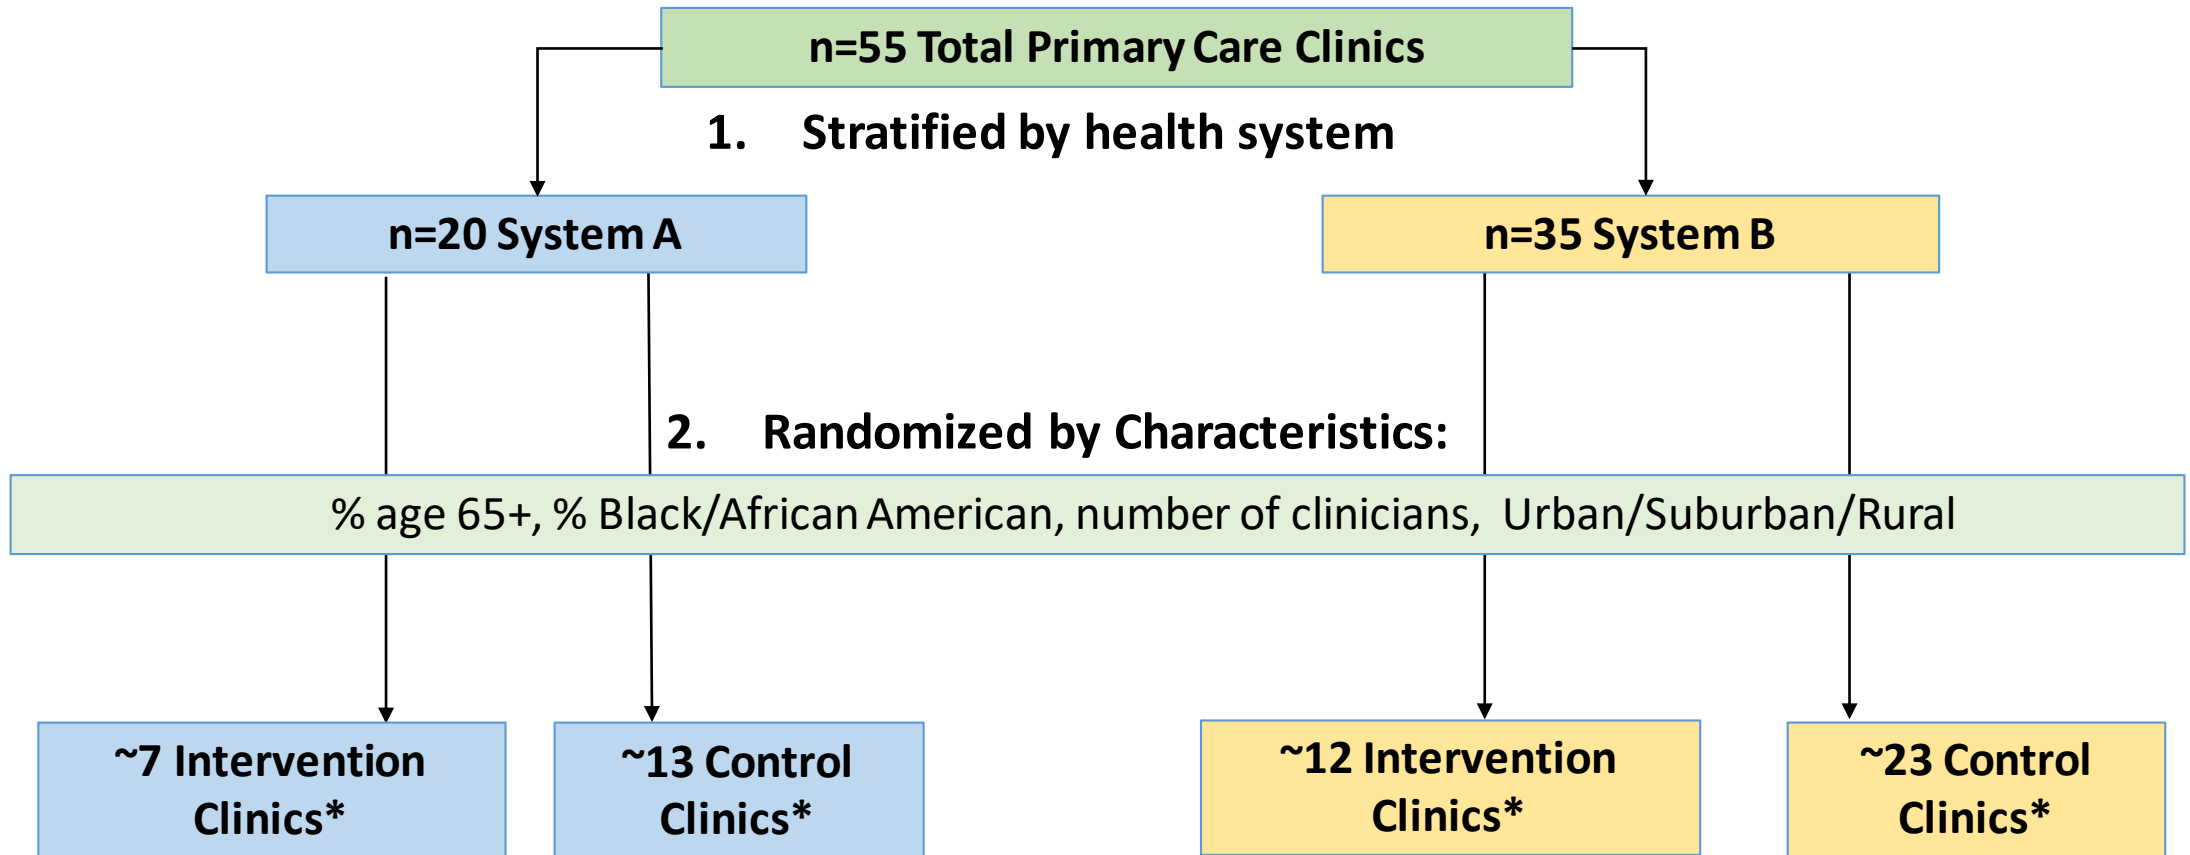 n=55 Total Primary Care Clinics
1. Stratified by health system
n=20 System A
n=35 System B
2. Randomized by Characteristics:
% age 65+, % Black/African American, number of clinicians, Urban/Suburban/Rural
~7 Intervention
Clinics*
~13 Control
Clinics*
~12 Intervention
Clinics*
~23 Control
Clinics*